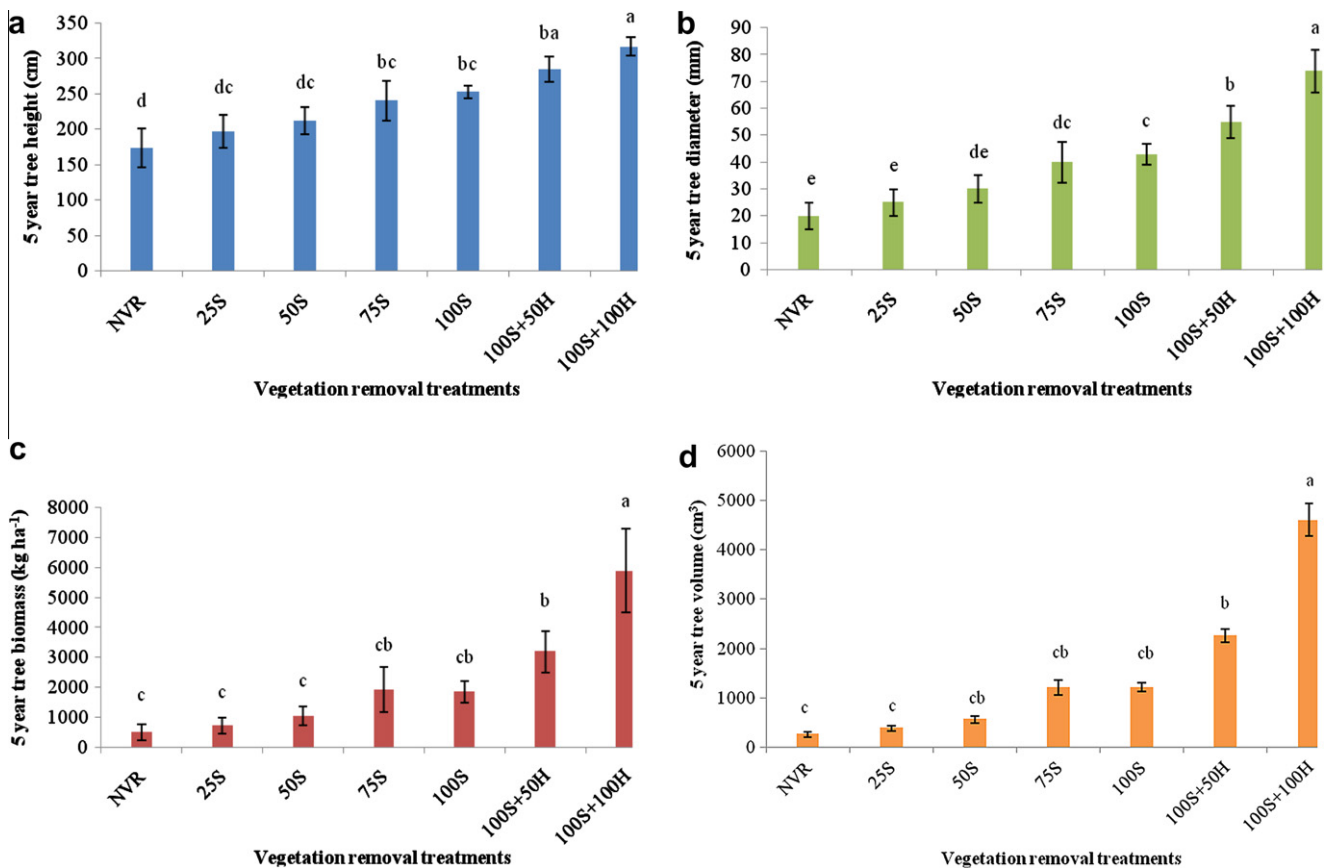 a
5 year tree height (cm)
350
300
250
200
150
100
50
0
d
dc
dc
bc
bc
ba
a
NVR
25S
50S
75S
100S
100S+50H
100S+100H
Vegetation removal treatments
b
5 year tree diameter (mm)
90
80
70
60
50
40
30
20
10
0
e
e
de
dc
c
b
a
NVR
25S
50S
75S
100S
100S+50H
100S+100H
Vegetation removal treatments
c
5 year tree biomass (kg ha⁻¹)
8000
7000
6000
5000
4000
3000
2000
1000
0
c
c
c
cb
cb
b
a
NVR
25S
50S
75S
100S
100S+50H
100S+100H
Vegetation removal treatments
d
5 year tree volume (cm³)
6000
5000
4000
3000
2000
1000
0
c
c
cb
cb
cb
b
a
NVR
25S
50S
75S
100S
100S+50H
100S+100H
Vegetation removal treatments